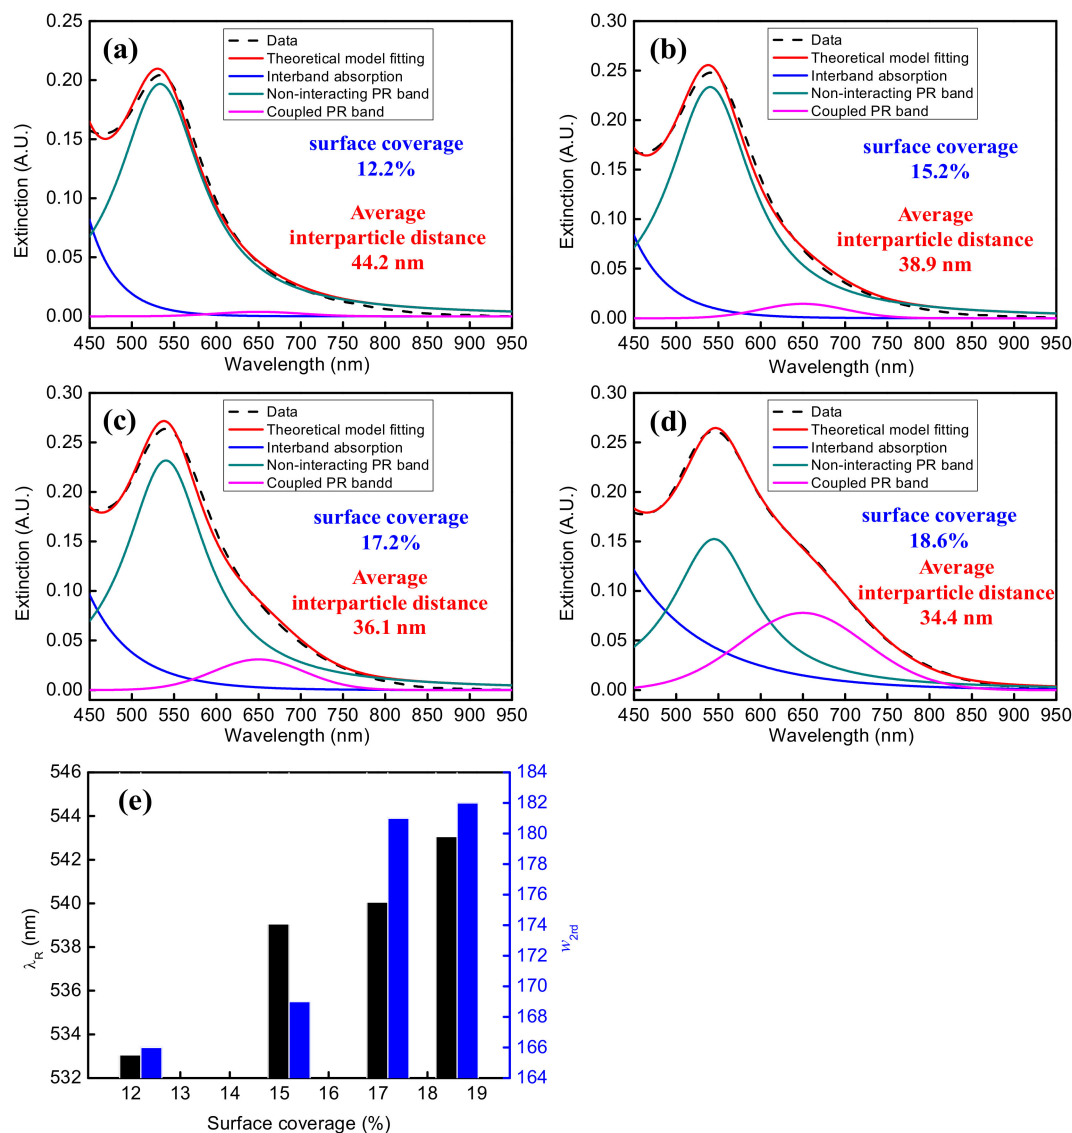 (a)
Data
Theoretical model fitting
Interband absorption
Non-interacting PR band
Coupled PR band
surface coverage
12.2%
Average
interparticle distance
44.2 nm
Extinction (A.U.)
0.25
0.20
0.15
0.10
0.05
0.00
450 500 550 600 650 700 750 800 850 900 950
Wavelength (nm)
(b)
Data
Theoretical model fitting
Interband absorption
Non-interacting PR band
Coupled PR band
surface coverage
15.2%
Average
interparticle distance
38.9 nm
Extinction (A.U.)
0.30
0.25
0.20
0.15
0.10
0.05
0.00
450 500 550 600 650 700 750 800 850 900 950
Wavelength (nm)
(c)
Data
Theoretical model fitting
Interband absorption
Non-interacting PR band
Coupled PR bandd
surface coverage
17.2%
Average
interparticle distance
36.1 nm
Extinction (A.U.)
0.30
0.25
0.20
0.15
0.10
0.05
0.00
450 500 550 600 650 700 750 800 850 900 950
Wavelength (nm)
(d)
Data
Theoretical model fitting
Interband absorption
Non-interacting PR band
Coupled PR bandd
surface coverage
18.6%
Average
interparticle distance
34.4 nm
Extinction (A.U.)
0.30
0.25
0.20
0.15
0.10
0.05
0.00
450 500 550 600 650 700 750 800 850 900 950
Wavelength (nm)
(e)
λR (nm)
546
544
542
540
538
536
534
532
184
182
180
178
176
174
172
170
168
166
164
w2rd
12 13 14 15 16 17 18 19
Surface coverage (%)